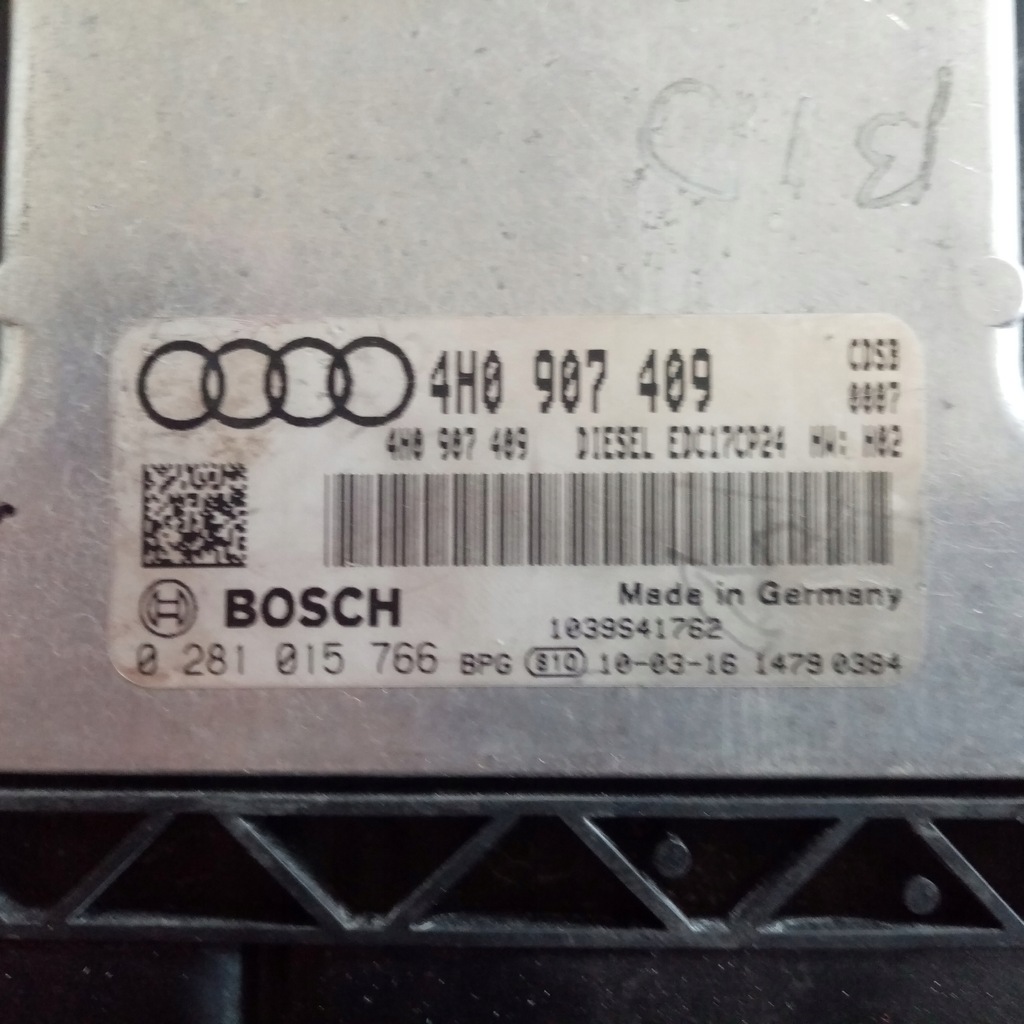 4H0 907 409
CDSB
0007
4H0 907 409 DIESEL EDC17CP24 HW: H02
BOSCH
Made in Germany
1039S41762
0 281 015 766 BPG 810 10-03-16 1479 0384